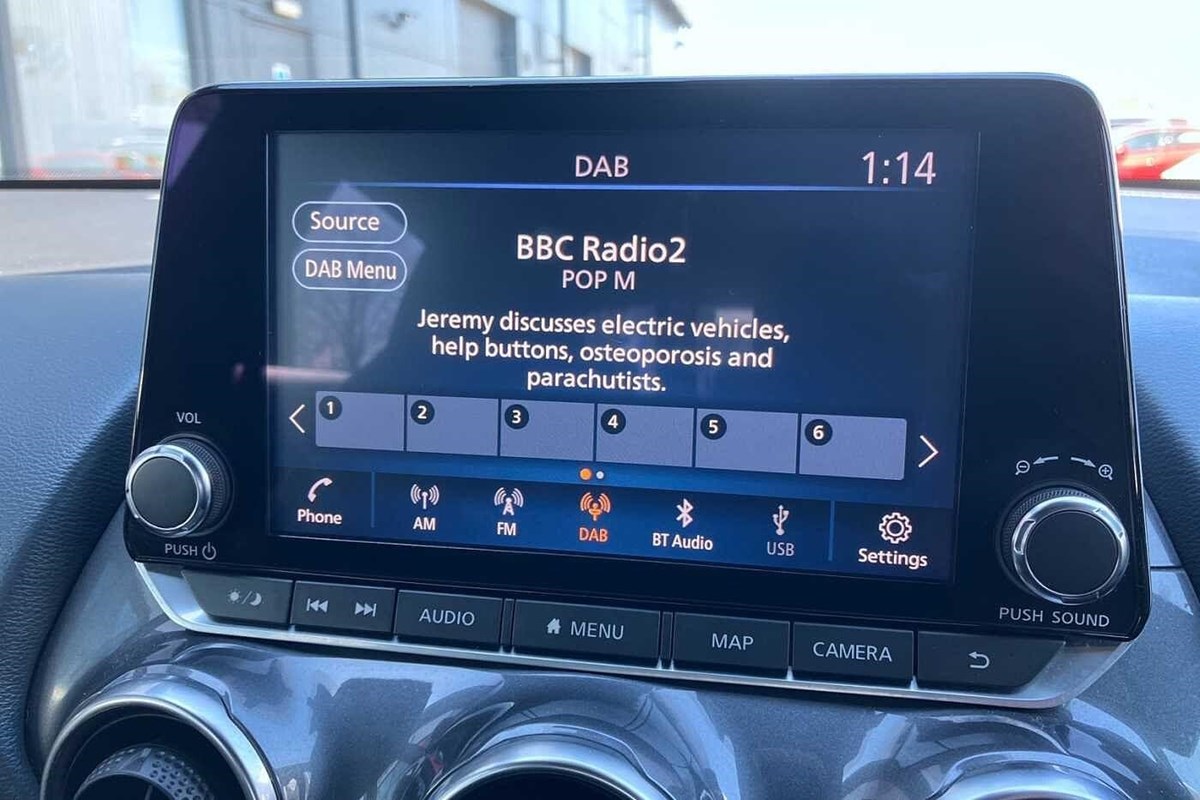 DAB 1:14
Source
DAB Menu
BBC Radio2
POP M
Jeremy discusses electric vehicles,
help buttons, osteoporosis and
parachutists.
1 2 3 4 5 6
Phone AM FM DAB BT Audio USB Settings
VOL
PUSH
PUSH SOUND
AUDIO MENU MAP CAMERA